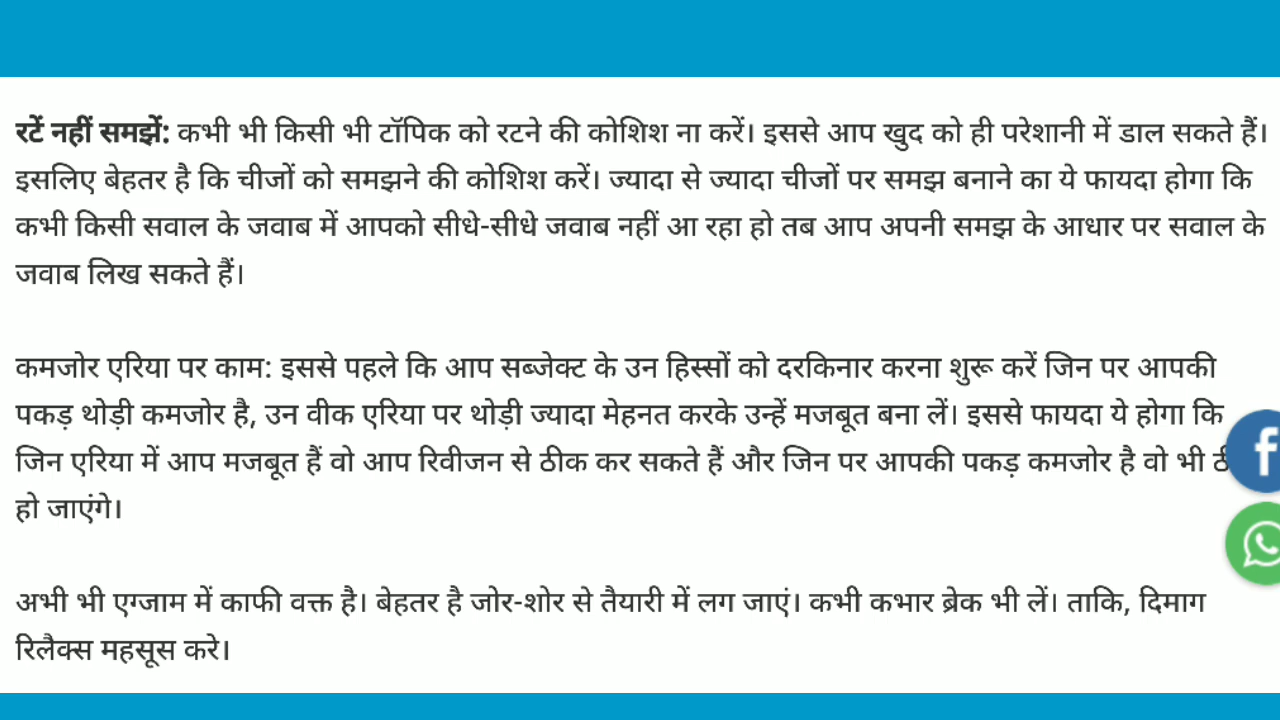 रटें नहीं समझें: कभी भी किसी भी टॉपिक को रटने की कोशिश ना करें। इससे आप खुद को ही परेशानी में डाल सकते हैं।
इसलिए बेहतर है कि चीजों को समझने की कोशिश करें। ज्यादा से ज्यादा चीजों पर समझ बनाने का ये फायदा होगा कि
कभी किसी सवाल के जवाब में आपको सीधे-सीधे जवाब नहीं आ रहा हो तब आप अपनी समझ के आधार पर सवाल के
जवाब लिख सकते हैं।
कमजोर एरिया पर काम: इससे पहले कि आप सब्जेक्ट के उन हिस्सों को दरकिनार करना शुरू करें जिन पर आपकी
पकड़ थोड़ी कमजोर है, उन वीक एरिया पर थोड़ी ज्यादा मेहनत करके उन्हें मजबूत बना लें। इससे फायदा ये होगा कि
जिन एरिया में आप मजबूत हैं वो आप रिवीजन से ठीक कर सकते हैं और जिन पर आपकी पकड़ कमजोर है वो भी
हो जाएंगे।
अभी भी एग्जाम में काफी वक्त है। बेहतर है जोर-शोर से तैयारी में लग जाएं। कभी कभार ब्रेक भी लें। ताकि, दिमाग
रिलैक्स महसूस करे।